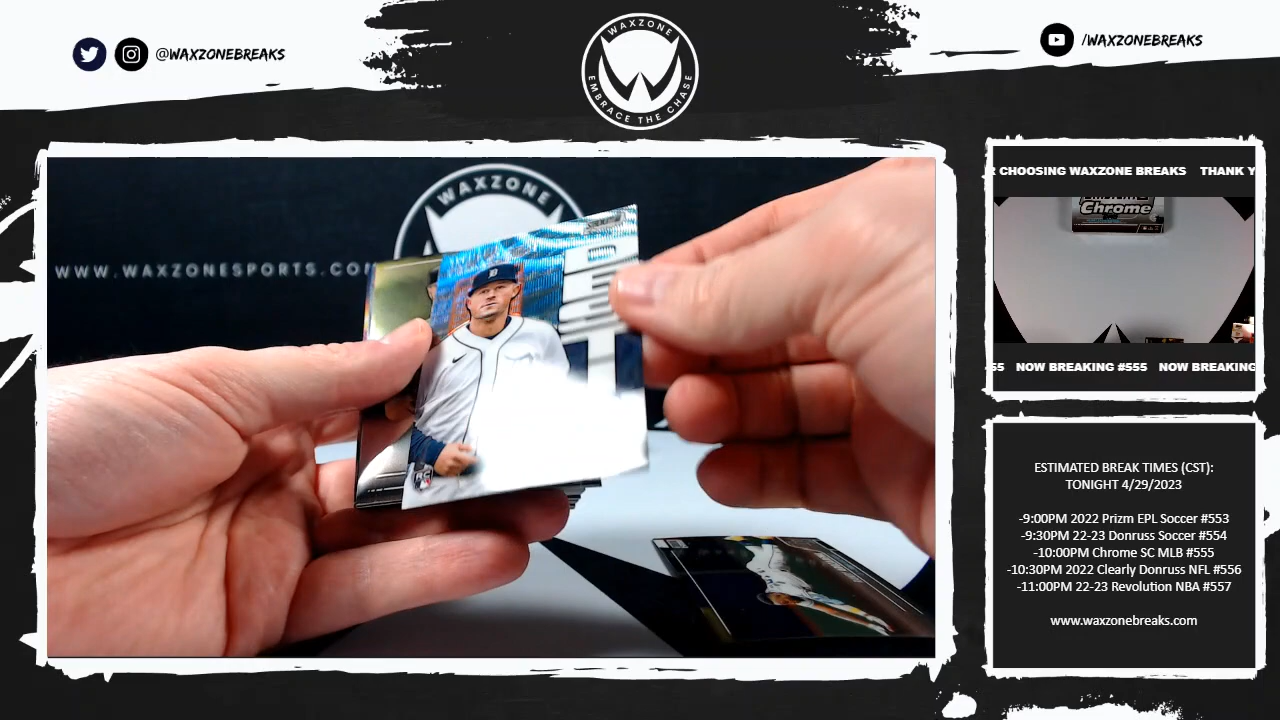 @WAXZONEBREAKS
WAXZONE
EMBRACE THE CHASE
/WAXZONEBREAKS
CHOOSING WAXZONE BREAKS THANK Y
WAXZONE
WWW.WAXZONESPORTS.COM
Chrome
55 NOW BREAKING #555 NOW BREAKING
ESTIMATED BREAK TIMES (CST):
TONIGHT 4/29/2023
-9:00PM 2022 Prizm EPL Soccer #553
-9:30PM 22-23 Donruss Soccer #554
-10:00PM Chrome SC MLB #555
-10:30PM 2022 Clearly Donruss NFL #556
-11:00PM 22-23 Revolution NBA #557
www.waxzonebreaks.com